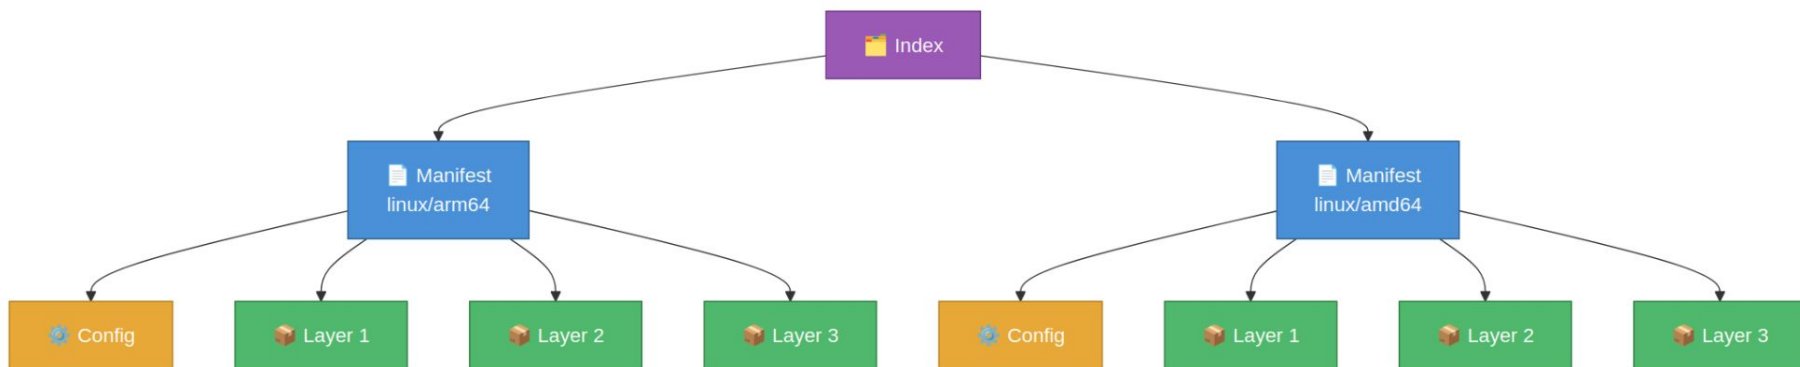 Index
Manifest
linux/arm64
Manifest
linux/amd64
Config
Layer 1
Layer 2
Layer 3
Config
Layer 1
Layer 2
Layer 3